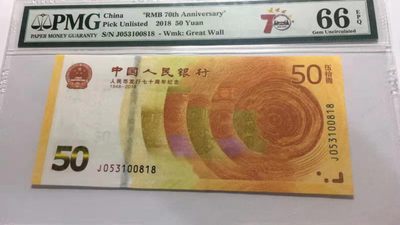 PMG
PAPER MONEY GUARANTY
China
"RMB 70th Anniversary"
Pick Unlisted
2018 50 Yuan
S/N J053100818
- Wmk: Great Wall
70
66
EPQ
Gem Uncirculated
中国人民银行
人民币发行七十周年纪念
1948-2018
50
伍拾圆
J053100818
50
J053100818